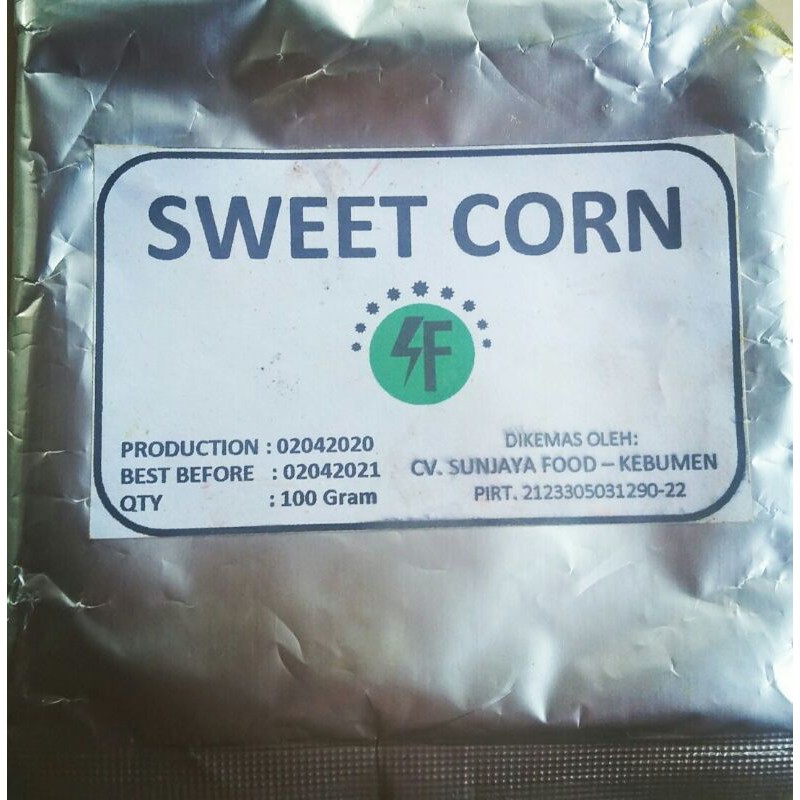 SWEET CORN
SF
PRODUCTION : 02042020
BEST BEFORE : 02042021
QTY : 100 Gram
DIKEMAS OLEH:
CV. SUNJAYA FOOD – KEBUMEN
PIRT. 2123305031290-22